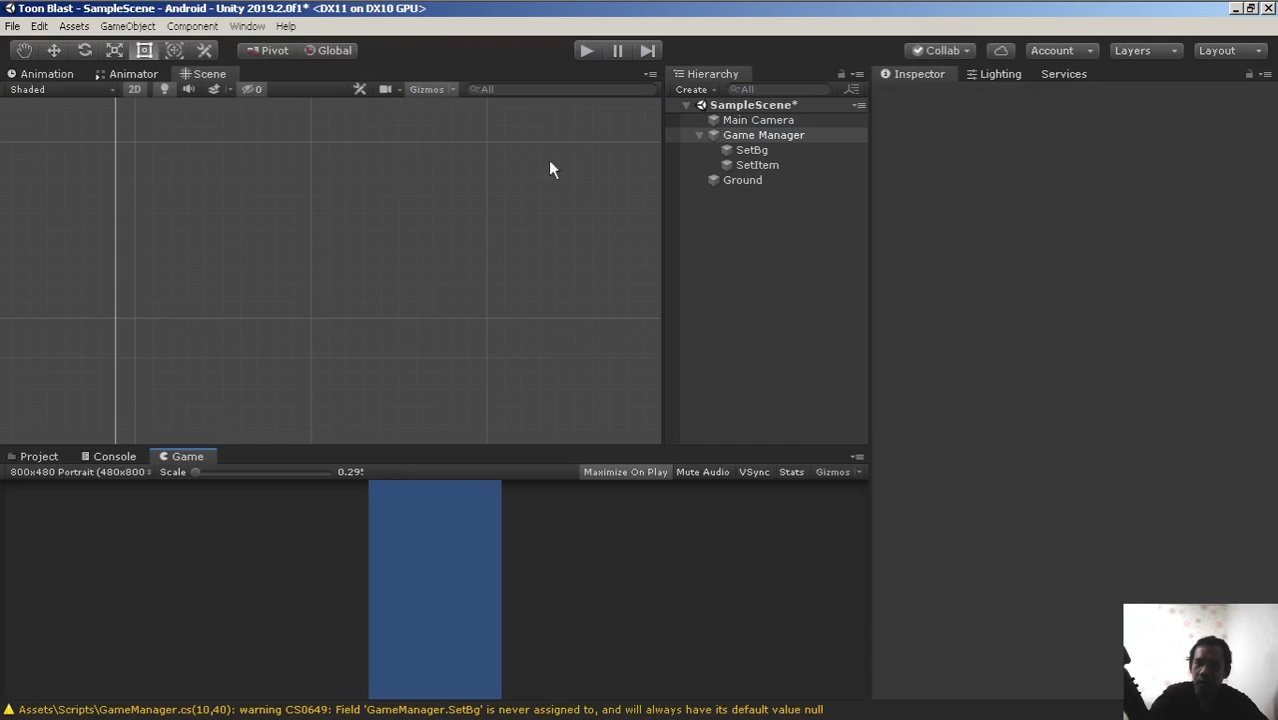 Toon Blast - SampleScene - Android - Unity 2019.2.0f1* <DX11 on DX10 GPU>
File Edit Assets GameObject Component Window Help
Pivot Global Collab Account Layers Layout
Animation Animator Scene Hierarchy Inspector Lighting Services
Shaded 2D 0 Gizmos All Create All
SampleScene*
Main Camera
Game Manager
SetBg
SetItem
Ground
Project Console Game
800x480 Portrait (480x800 Scale 0.29! Maximize On Play Mute Audio VSync Stats Gizmos
Assets\Scripts\GameManager.cs(10,40): warning CS0649: Field 'GameManager.SetBg' is never assigned to, and will always have its default value null